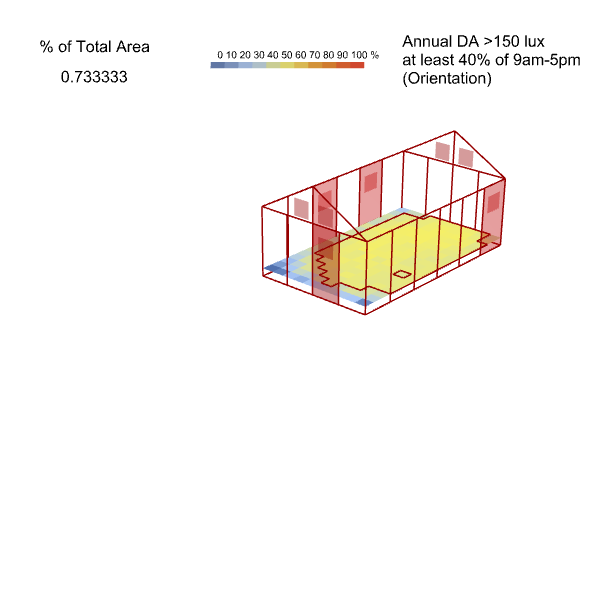 % of Total Area
0.733333
0 10 20 30 40 50 60 70 80 90 100 %
Annual DA >150 lux
at least 40% of 9am-5pm
(Orientation)